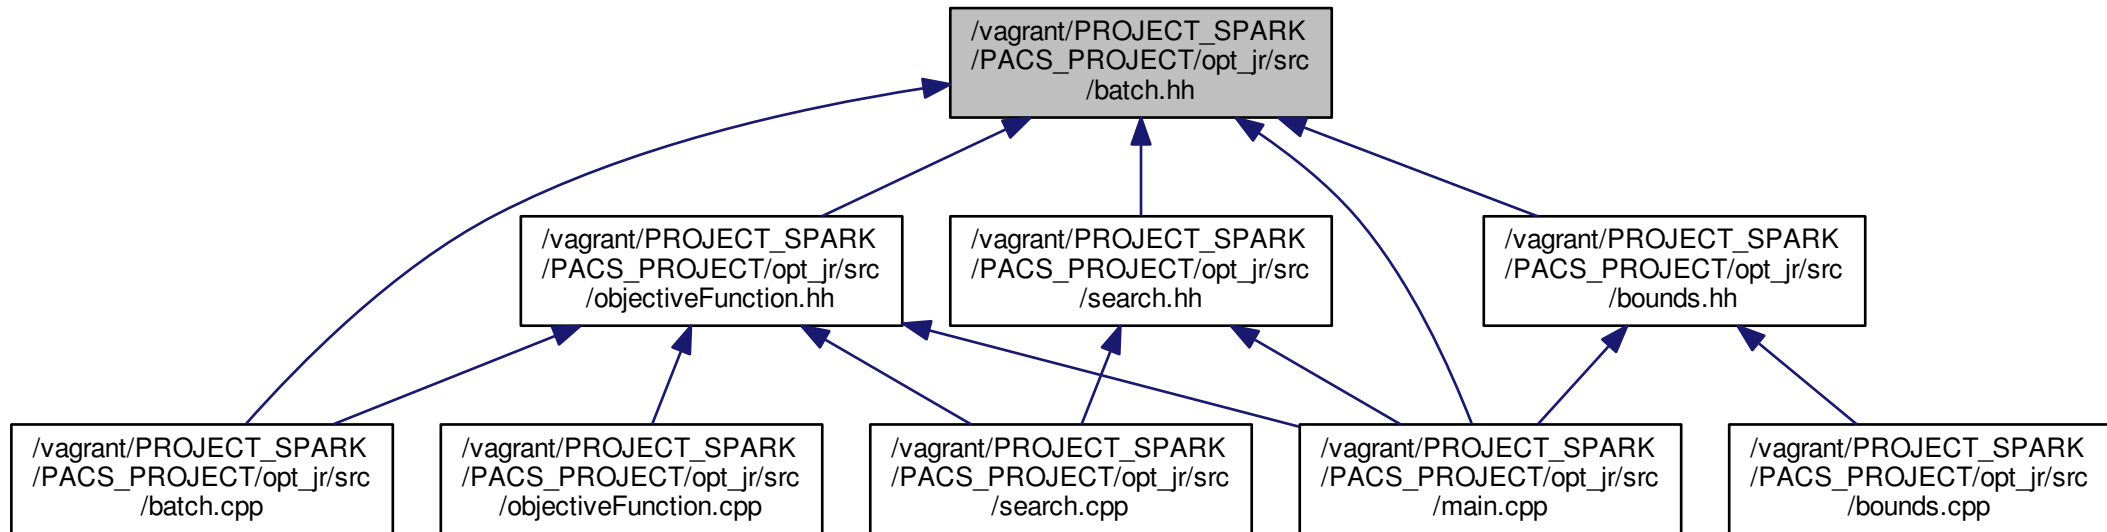 /vagrant/PROJECT_SPARK
/PACS_PROJECT/opt_jr/src
/batch.hh
/vagrant/PROJECT_SPARK
/PACS_PROJECT/opt_jr/src
/objectiveFunction.hh
/vagrant/PROJECT_SPARK
/PACS_PROJECT/opt_jr/src
/search.hh
/vagrant/PROJECT_SPARK
/PACS_PROJECT/opt_jr/src
/bounds.hh
/vagrant/PROJECT_SPARK
/PACS_PROJECT/opt_jr/src
/batch.cpp
/vagrant/PROJECT_SPARK
/PACS_PROJECT/opt_jr/src
/objectiveFunction.cpp
/vagrant/PROJECT_SPARK
/PACS_PROJECT/opt_jr/src
/search.cpp
/vagrant/PROJECT_SPARK
/PACS_PROJECT/opt_jr/src
/main.cpp
/vagrant/PROJECT_SPARK
/PACS_PROJECT/opt_jr/src
/bounds.cpp